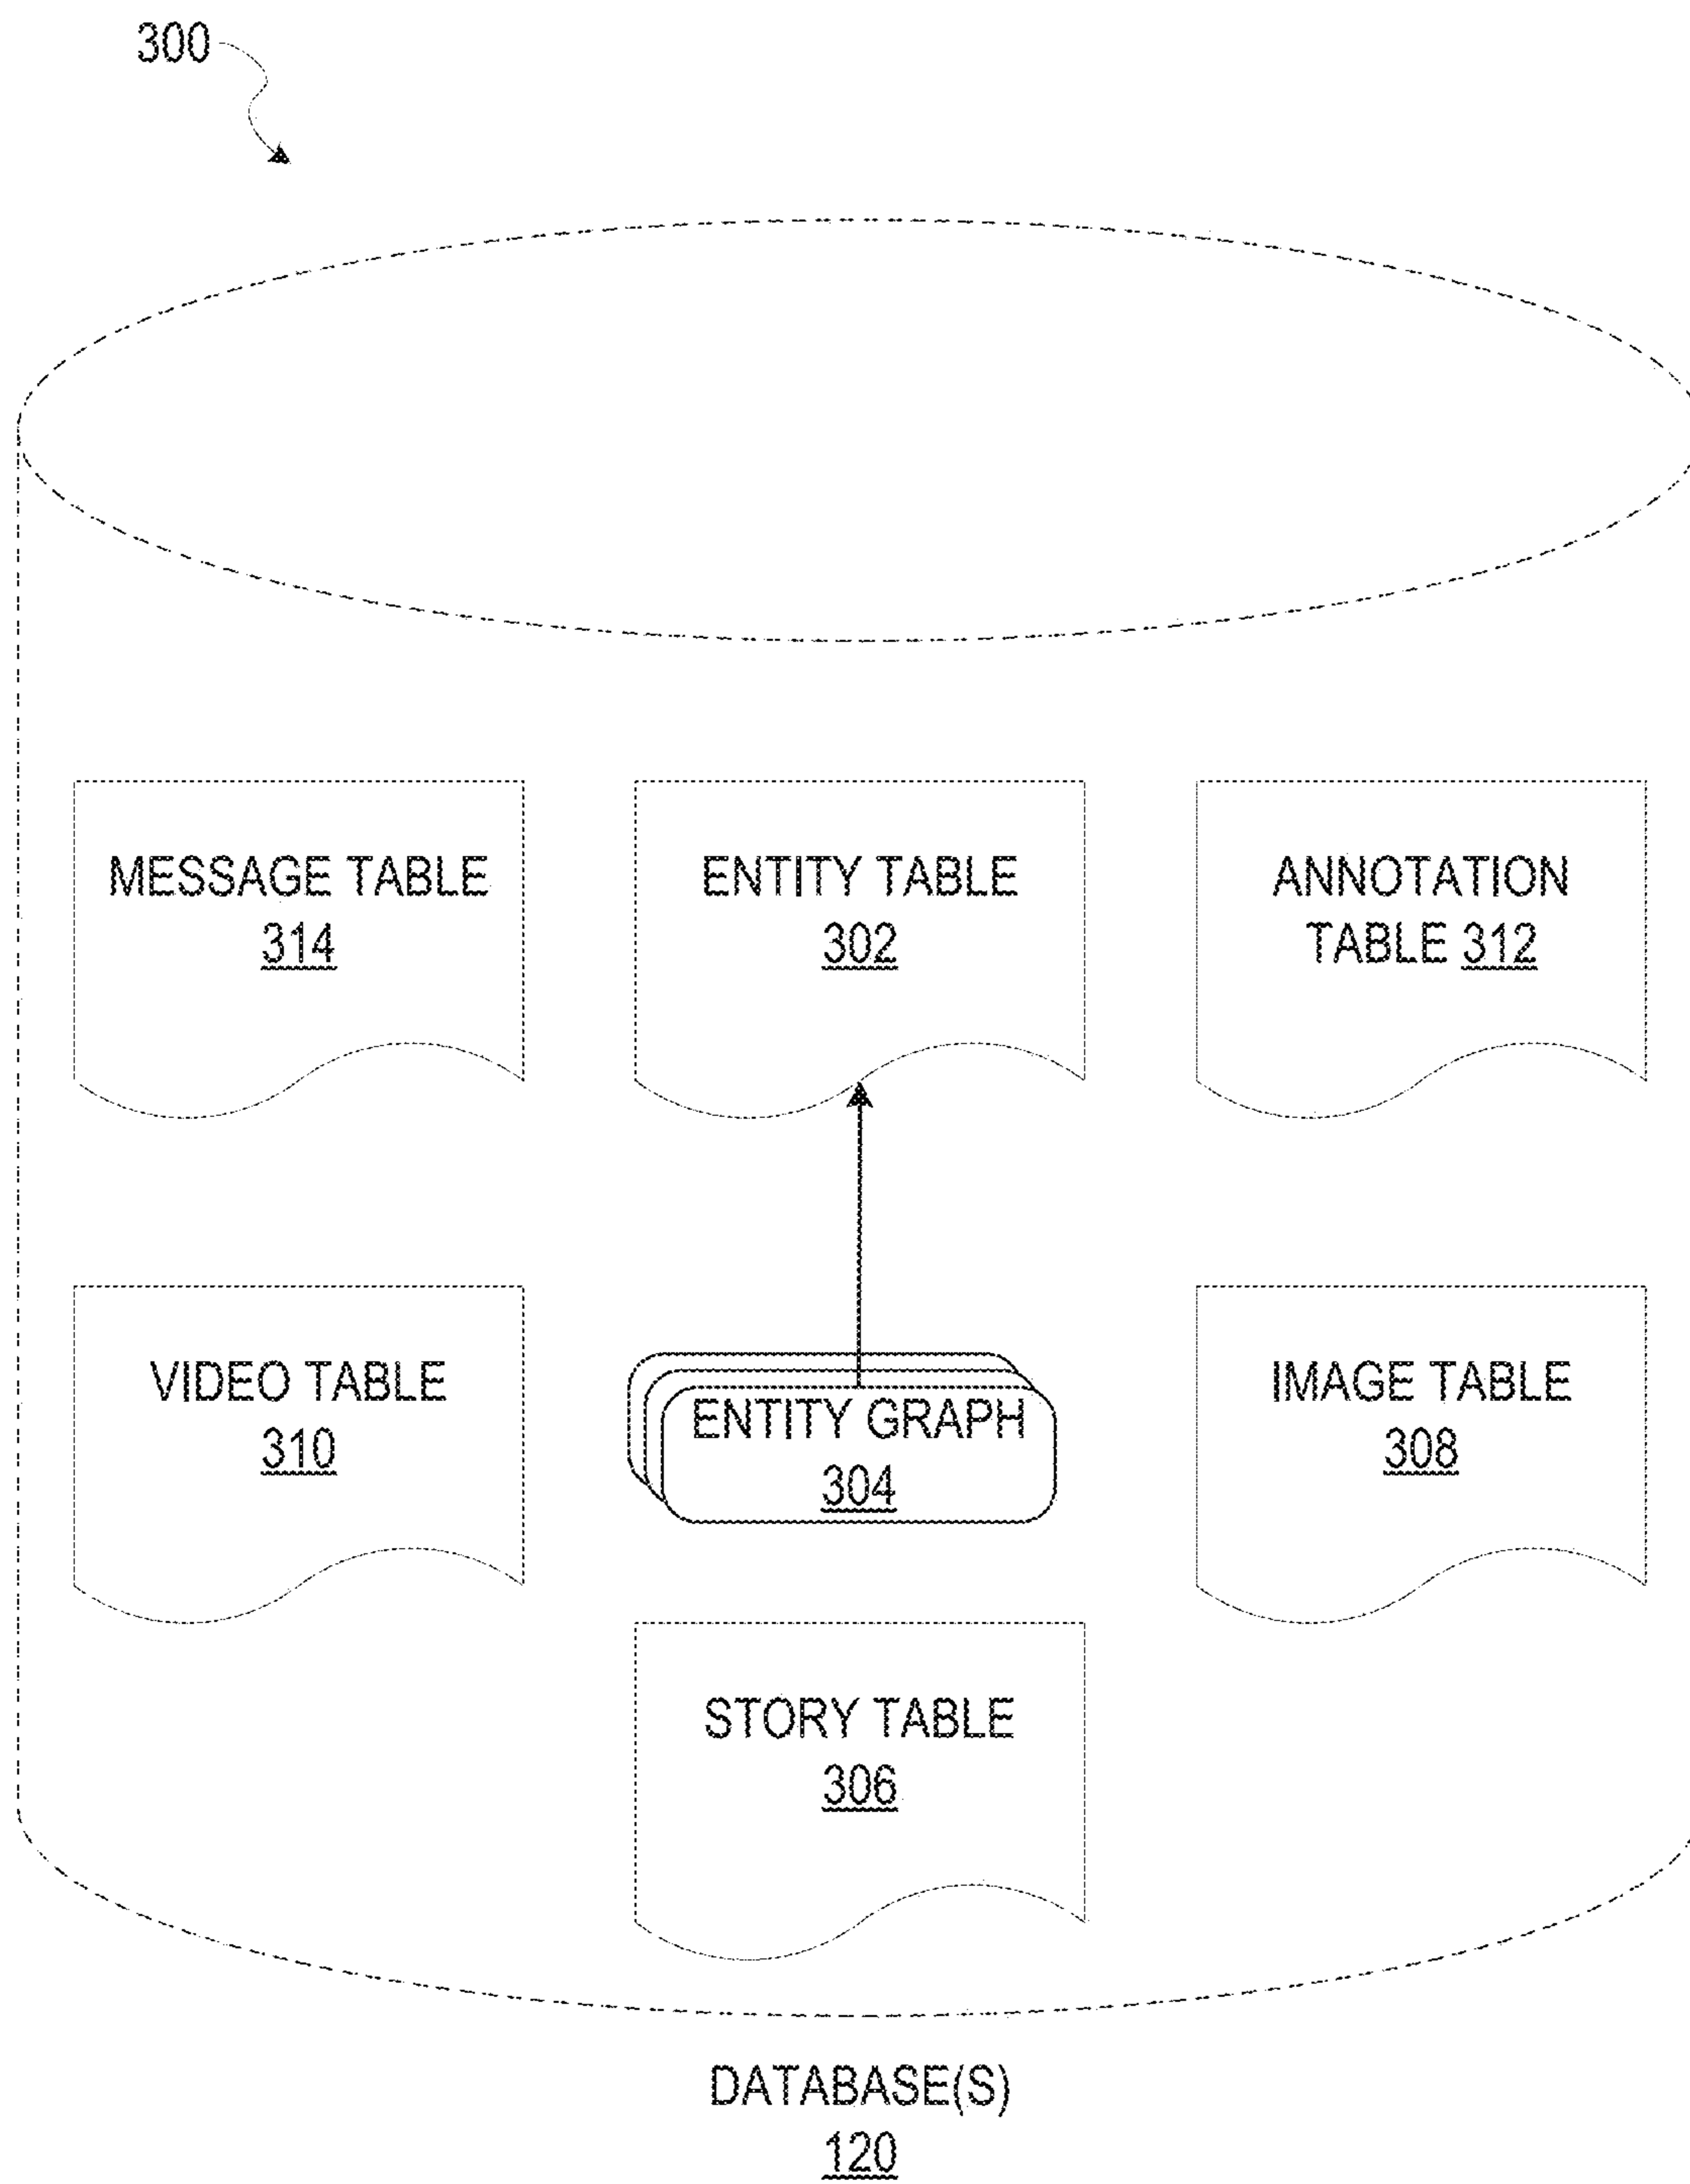 300
MESSAGE TABLE
314
ENTITY TABLE
302
ANNOTATION
TABLE 312
VIDEO TABLE
310
ENTITY GRAPH
304
IMAGE TABLE
308
STORY TABLE
306
DATABASE(S)
120